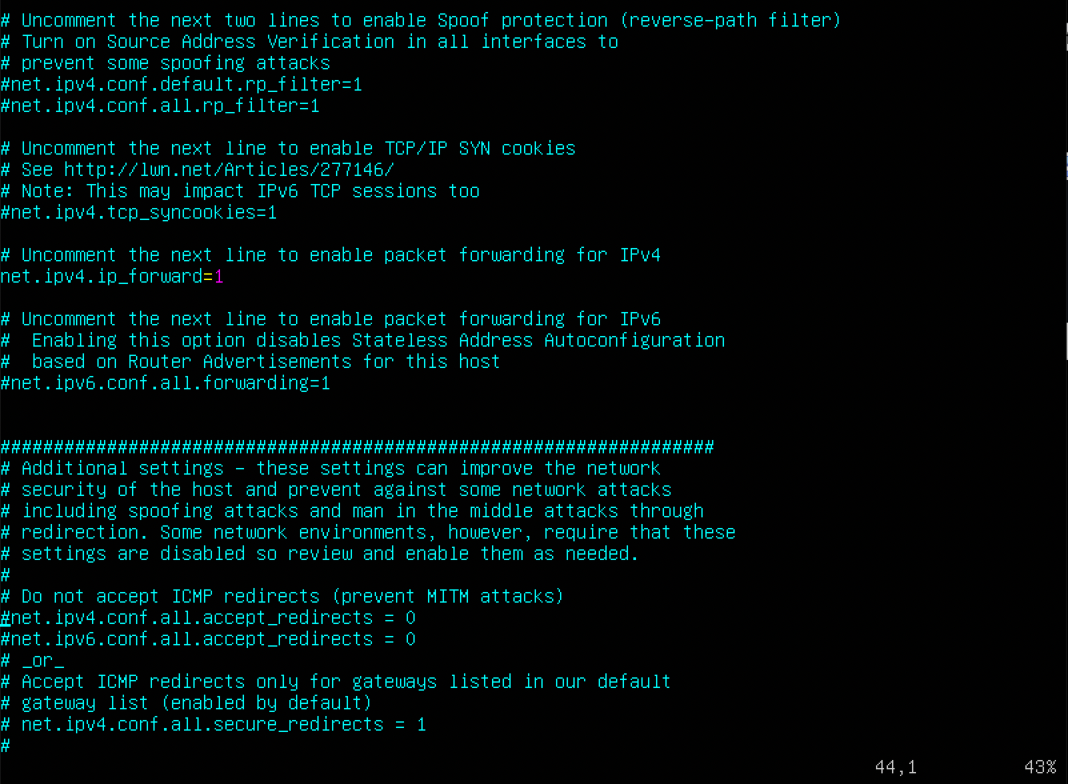 # Uncomment the next two lines to enable Spoof protection (reverse-path filter)
# Turn on Source Address Verification in all interfaces to
# prevent some spoofing attacks
#net.ipv4.conf.default.rp_filter=1
#net.ipv4.conf.all.rp_filter=1

# Uncomment the next line to enable TCP/IP SYN cookies
# See http://lwn.net/Articles/277146/
# Note: This may impact IPv6 TCP sessions too
#net.ipv4.tcp_syncookies=1

# Uncomment the next line to enable packet forwarding for IPv4
net.ipv4.ip_forward=1

# Uncomment the next line to enable packet forwarding for IPv6
#  Enabling this option disables Stateless Address Autoconfiguration
#  based on Router Advertisements for this host
#net.ipv6.conf.all.forwarding=1


###################################################################
# Additional settings - these settings can improve the network
# security of the host and prevent against some network attacks
# including spoofing attacks and man in the middle attacks through
# redirection. Some network environments, however, require that these
# settings are disabled so review and enable them as needed.
#
# Do not accept ICMP redirects (prevent MITM attacks)
#net.ipv4.conf.all.accept_redirects = 0
#net.ipv6.conf.all.accept_redirects = 0
# _or_
# Accept ICMP redirects only for gateways listed in our default
# gateway list (enabled by default)
# net.ipv4.conf.all.secure_redirects = 1
#
44,1 43%